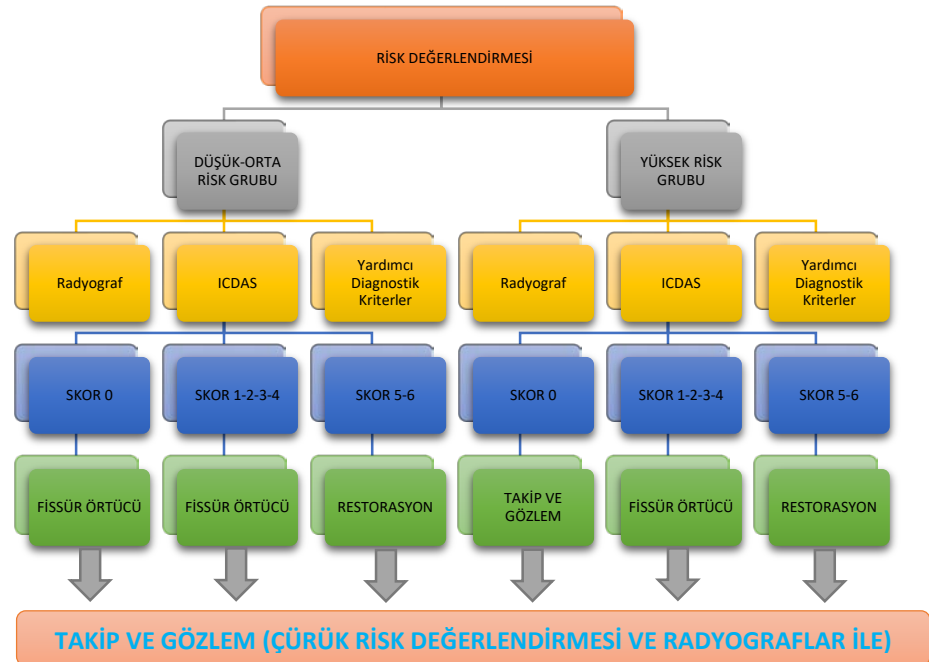 RİSK DEĞERLENDİRMESİ
DÜŞÜK-ORTA
RİSK GRUBU
YÜKSEK RİSK
GRUBU
Radyograf
ICDAS
Yardımcı
Diagnostik
Kriterler
Radyograf
ICDAS
Yardımcı
Diagnostik
Kriterler
SKOR 0
SKOR 1-2-3-4
SKOR 5-6
SKOR 0
SKOR 1-2-3-4
SKOR 5-6
FİSSÜR ÖRTÜCÜ
FİSSÜR ÖRTÜCÜ
RESTORASYON
TAKİP VE
GÖZLEM
FİSSÜR ÖRTÜCÜ
RESTORASYON
TAKİP VE GÖZLEM (ÇÜRÜK RİSK DEĞERLENDİRMESİ VE RADYOGRAFLAR İLE)